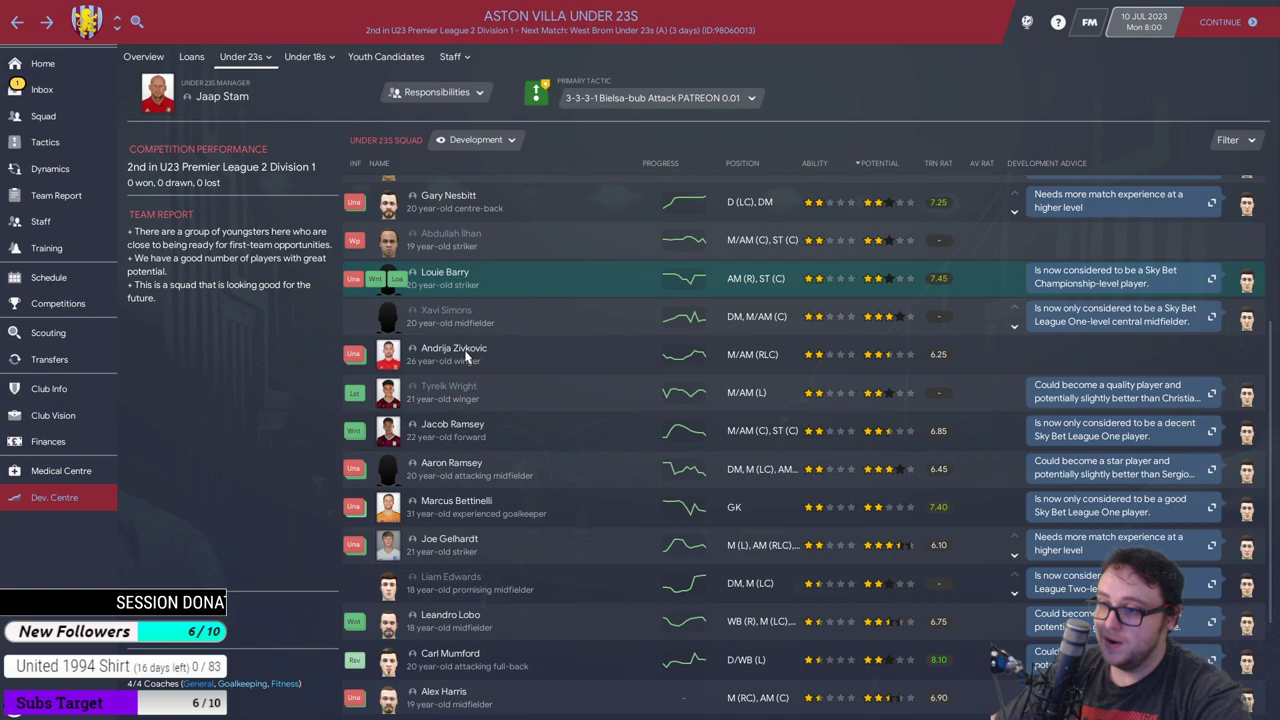 ASTON VILLA UNDER 23S
2nd in U23 Premier League 2 Division 1 - Next Match: West Brom Under 23s (A) (3 days) (ID:98060013)
FM
10 JUL 2023
Mon 8:00
CONTINUE
Home
1
Inbox
Squad
Tactics
Dynamics
Team Report
Staff
Training
Schedule
Competitions
Scouting
Transfers
Club Info
Club Vision
Finances
Medical Centre
Dev. Centre
Overview
Loans
Under 23s
Under 18s
Youth Candidates
Staff
UNDER 23S MANAGER
Jaap Stam
Responsibilities
PRIMARY TACTIC
3-3-3-1 Bielsa-bub Attack PATREON 0.01
COMPETITION PERFORMANCE
2nd in U23 Premier League 2 Division 1
0 won, 0 drawn, 0 lost
TEAM REPORT
+ There are a group of youngsters here who are
close to being ready for first-team opportunities.
+ We have a good number of players with great
potential.
+ This is a squad that is looking good for the
future.
UNDER 23S SQUAD
Development
Filter
INF NAME PROGRESS POSITION ABILITY POTENTIAL TRN RAT AV RAT DEVELOPMENT ADVICE
Una
Gary Nesbitt
20 year-old centre-back
D (LC), DM
7.25
Needs more match experience at a
higher level
Wp
Abdullah Ilhan
19 year-old striker
M/AM (C), ST (C)
-
Una Wnt Loa
Louie Barry
20 year-old striker
AM (R), ST (C)
7.45
Is now considered to be a Sky Bet
Championship-level player.
Xavi Simons
20 year-old midfielder
DM, M/AM (C)
-
Is now only considered to be a Sky Bet
League One-level central midfielder.
Una
Andrija Zivkovic
26 year-old winger
M/AM (RLC)
6.25
Lst
Tyreik Wright
21 year-old winger
M/AM (L)
-
Could become a quality player and
potentially slightly better than Christia...
Wnt
Jacob Ramsey
22 year-old forward
M/AM (C), ST (C)
6.85
Is now only considered to be a decent
Sky Bet League One player.
Una
Aaron Ramsey
20 year-old attacking midfielder
DM, M (LC), AM...
6.45
Could become a star player and
potentially slightly better than Sergio...
Una
Marcus Bettinelli
31 year-old experienced goalkeeper
GK
7.40
Is now only considered to be a good
Sky Bet League One player.
Una
Joe Gelhardt
21 year-old striker
M (L), AM (RLC),...
6.10
Needs more match experience at a
higher level
Liam Edwards
18 year-old promising midfielder
DM, M (LC)
-
Is now
League Two-
Wnt
Leandro Lobo
18 year-old midfielder
WB (R), M (LC),...
6.75
Could
Rsv
Carl Mumford
20 year-old attacking full-back
D/WB (L)
8.10
Una
Alex Harris
19 year-old midfielder
-
M (RC), AM (C)
6.90
SESSION DONAT
New Followers 6/10
United 1994 Shirt (16 days left) 0 / 83
4/4 Coaches (General, Goalkeeping, Fitness)
Subs Target 6 / 10